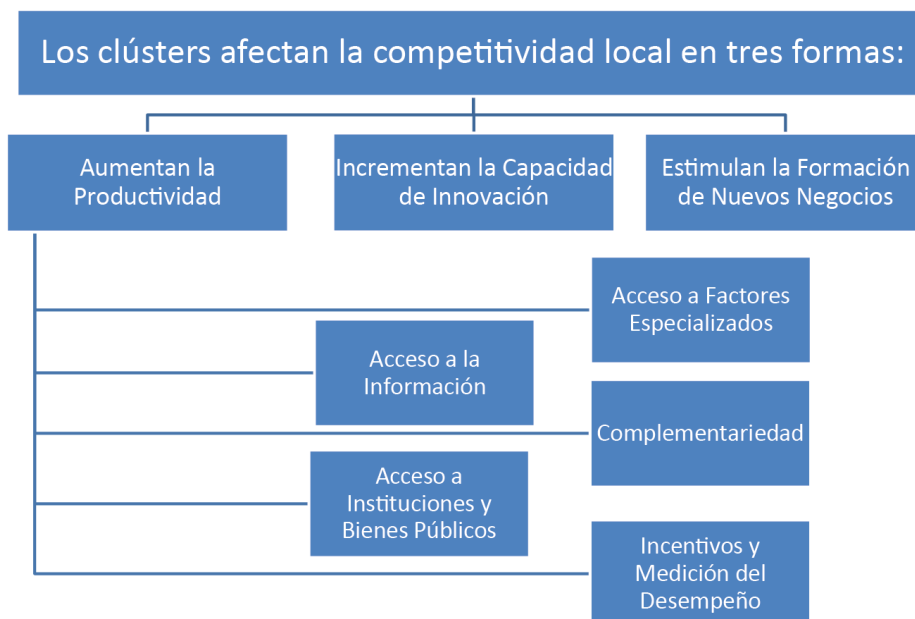 Los clústers afectan la competitividad local en tres formas:
Aumentan la
Productividad
Incrementan la Capacidad
de Innovación
Estimulan la Formación
de Nuevos Negocios
Acceso a Factores
Especializados
Acceso a la
Información
Complementariedad
Acceso a
Instituciones y
Bienes Públicos
Incentivos y
Medición del
Desempeño